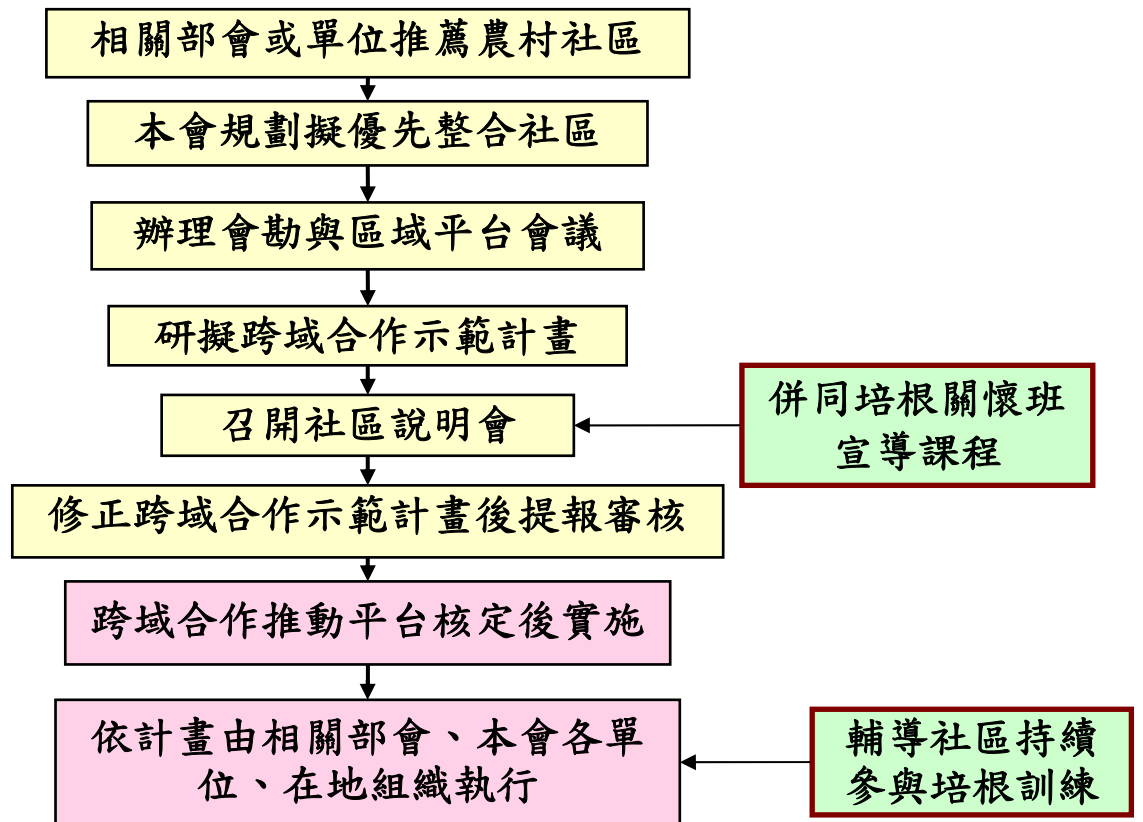 相關部會或單位推薦農村社區
本會規劃擬優先整合社區
辦理會勘與區域平台會議
研擬跨域合作示範計畫
召開社區說明會
併同培根關懷班
宣導課程
修正跨域合作示範計畫後提報審核
跨域合作推動平台核定後實施
依計畫由相關部會、本會各單
位、在地組織執行
輔導社區持續
參與培根訓練